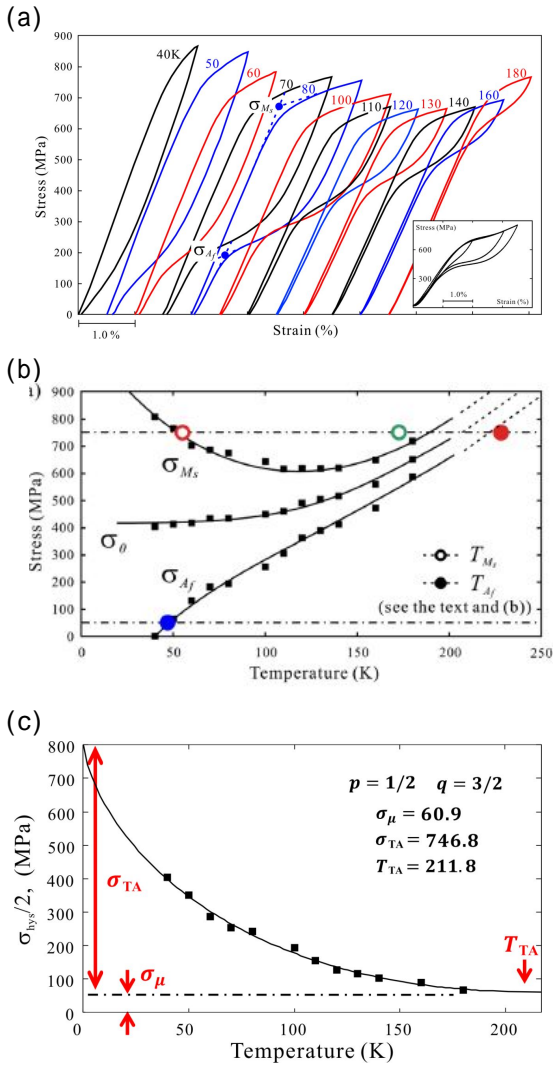 (a)
900
800
700
600
500
400
300
200
100
0
Stress (MPa)
40K
50
60
70
80
100
110
120
130
140
160
180
σMs
σAf
1.0 %
Strain (%)
Stress (MPa)
600
300
1.0%
Strain (%)
(b)
900
800
700
600
500
400
300
200
100
0
Stress (MPa)
σMs
σ0
σAf
TMs
TAf
(see the text and (b))
0
50
100
150
200
250
Temperature (K)
(c)
800
700
600
500
400
300
200
100
0
σhys/2, (MPa)
p = 1/2 q = 3/2
σμ = 60.9
σTA = 746.8
TTA = 211.8
σTA
σμ
TTA
50
100
150
200
Temperature (K)